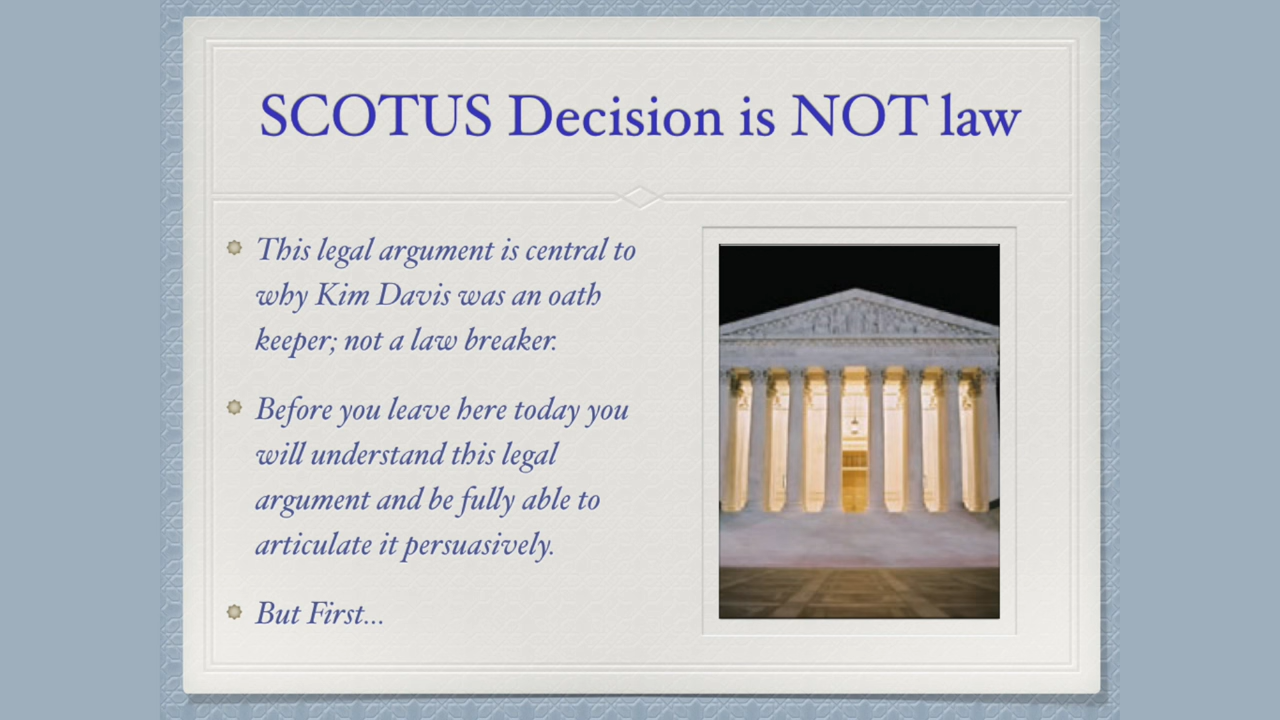 SCOTUS Decision is NOT law
This legal argument is central to
why Kim Davis was an oath
keeper; not a law breaker.
Before you leave here today you
will understand this legal
argument and be fully able to
articulate it persuasively.
But First...